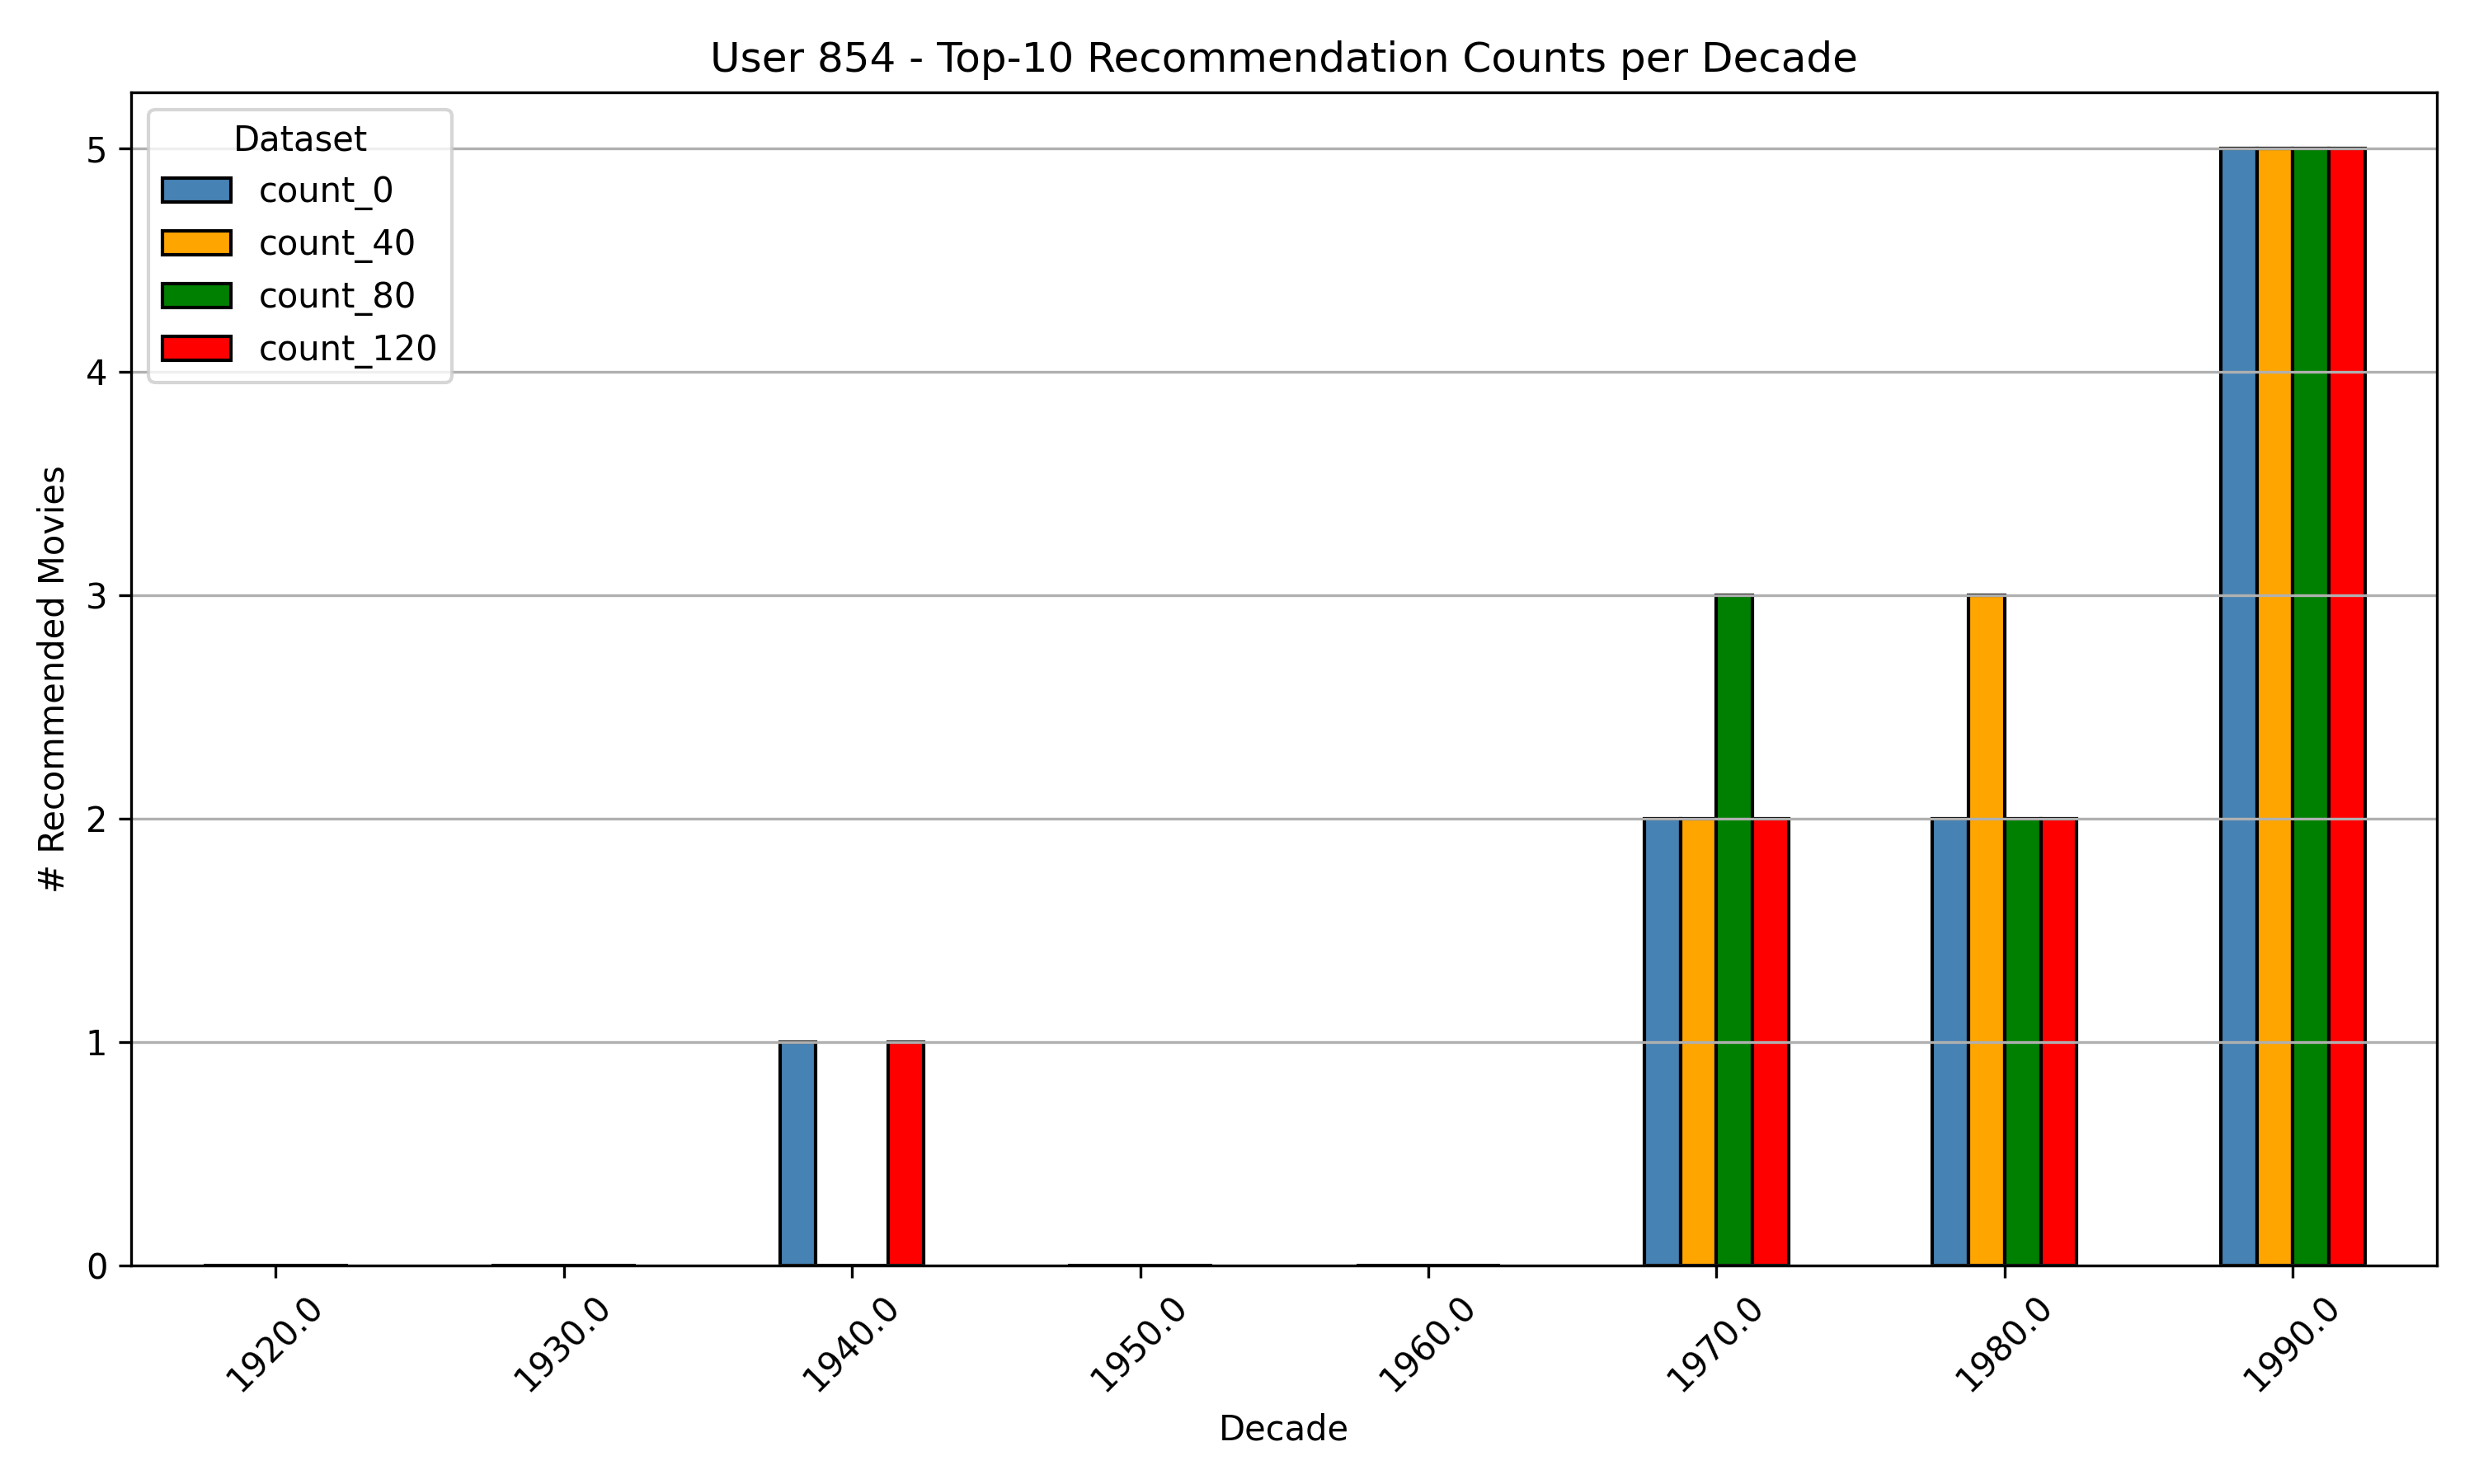 User 854 - Top-10 Recommendation Counts per Decade
Dataset
count_0
count_40
count_80
count_120
# Recommended Movies
5
4
3
2
1
0
1920.0 1930.0 1940.0 1950.0 1960.0 1970.0 1980.0 1990.0
Decade